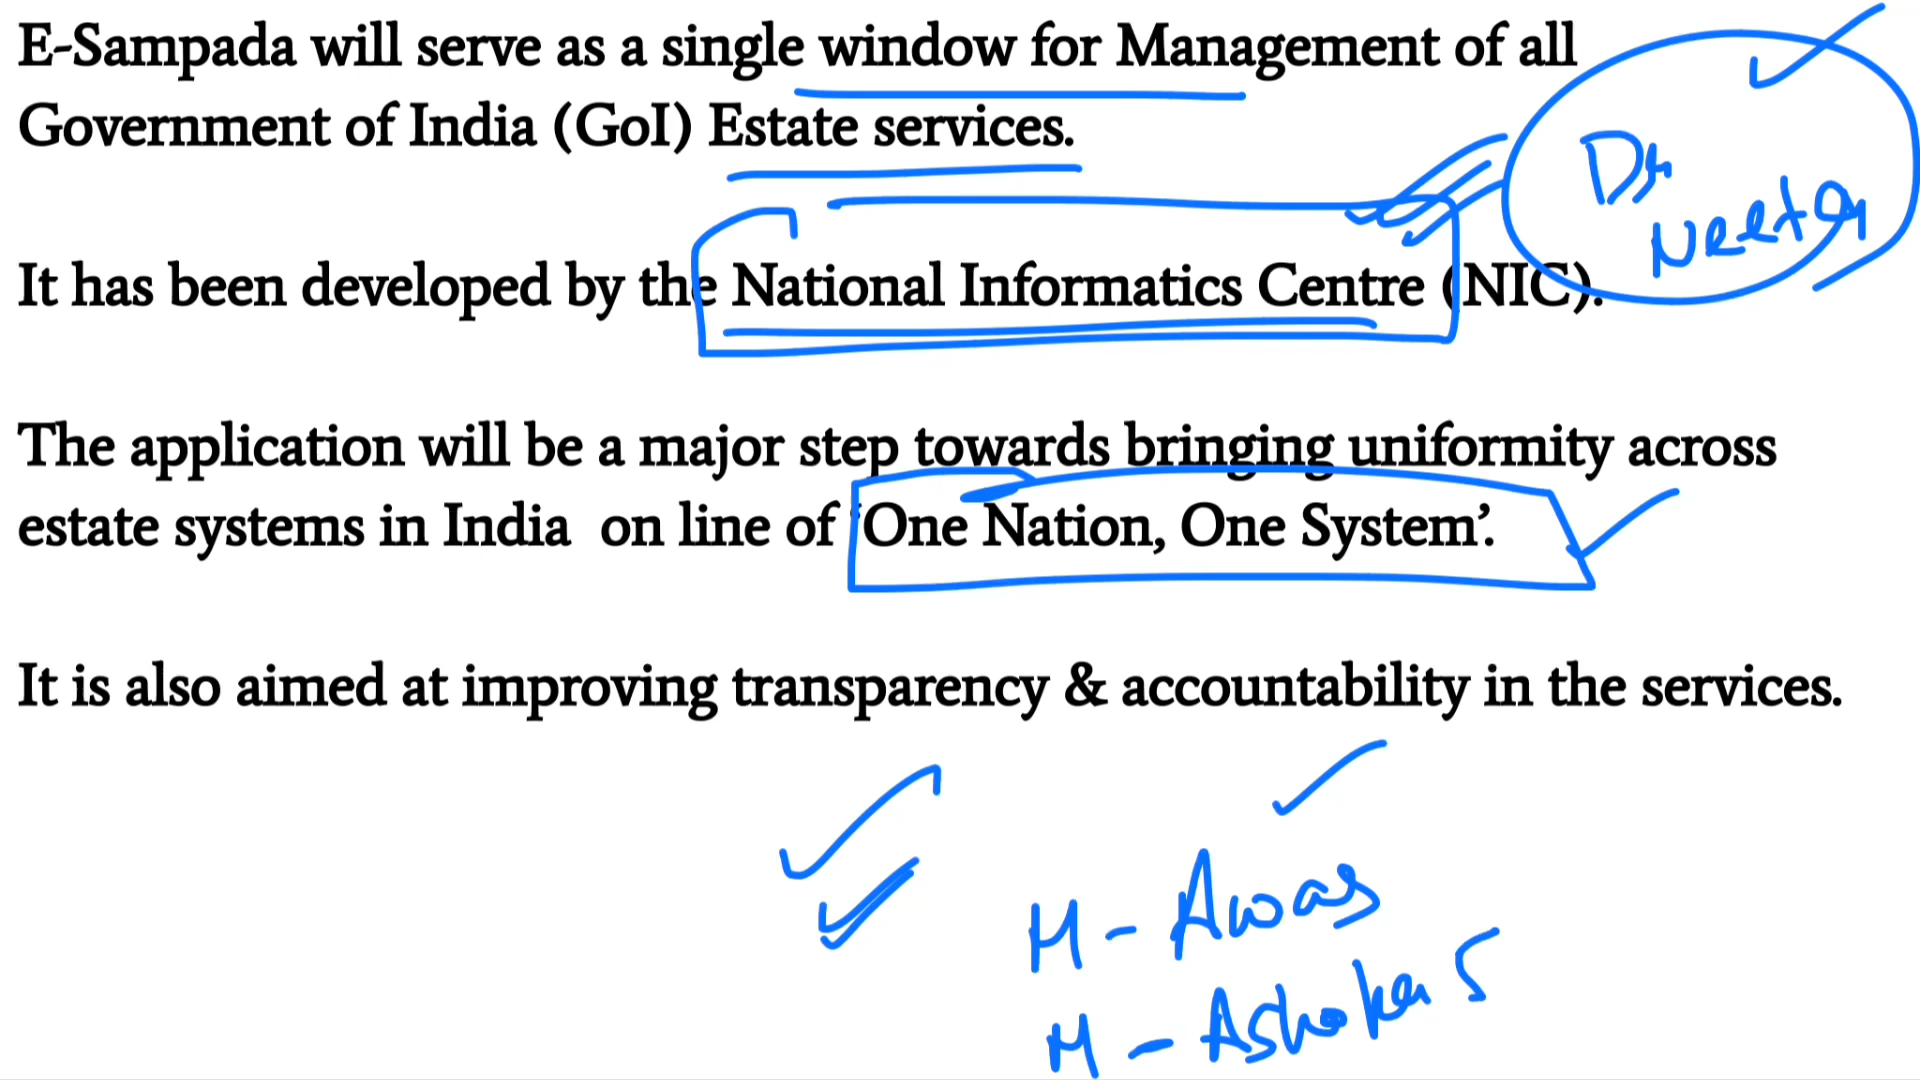 E-Sampada will serve as a single window for Management of all
Government of India (GoI) Estate services.
It has been developed by the National Informatics Centre (NIC).
The application will be a major step towards bringing uniformity across
estate systems in India on line of ‘One Nation, One System’.
It is also aimed at improving transparency & accountability in the services.
M - Awas
M - Ashoka 5